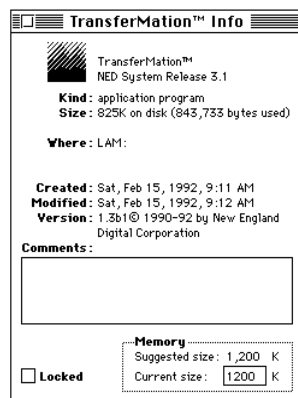 TransferMation™ Info
TransferMation™
NED System Release 3.1
Kind: application program
Size: 825K on disk (843,733 bytes used)
Where: LAM:
Created: Sat, Feb 15, 1992, 9:11 AM
Modified: Sat, Feb 15, 1992, 9:12 AM
Version: 1.3b1© 1990-92 by New England
Digital Corporation
Comments:
Memory
Suggested size: 1,200 K
Locked
Current size: 1200 K